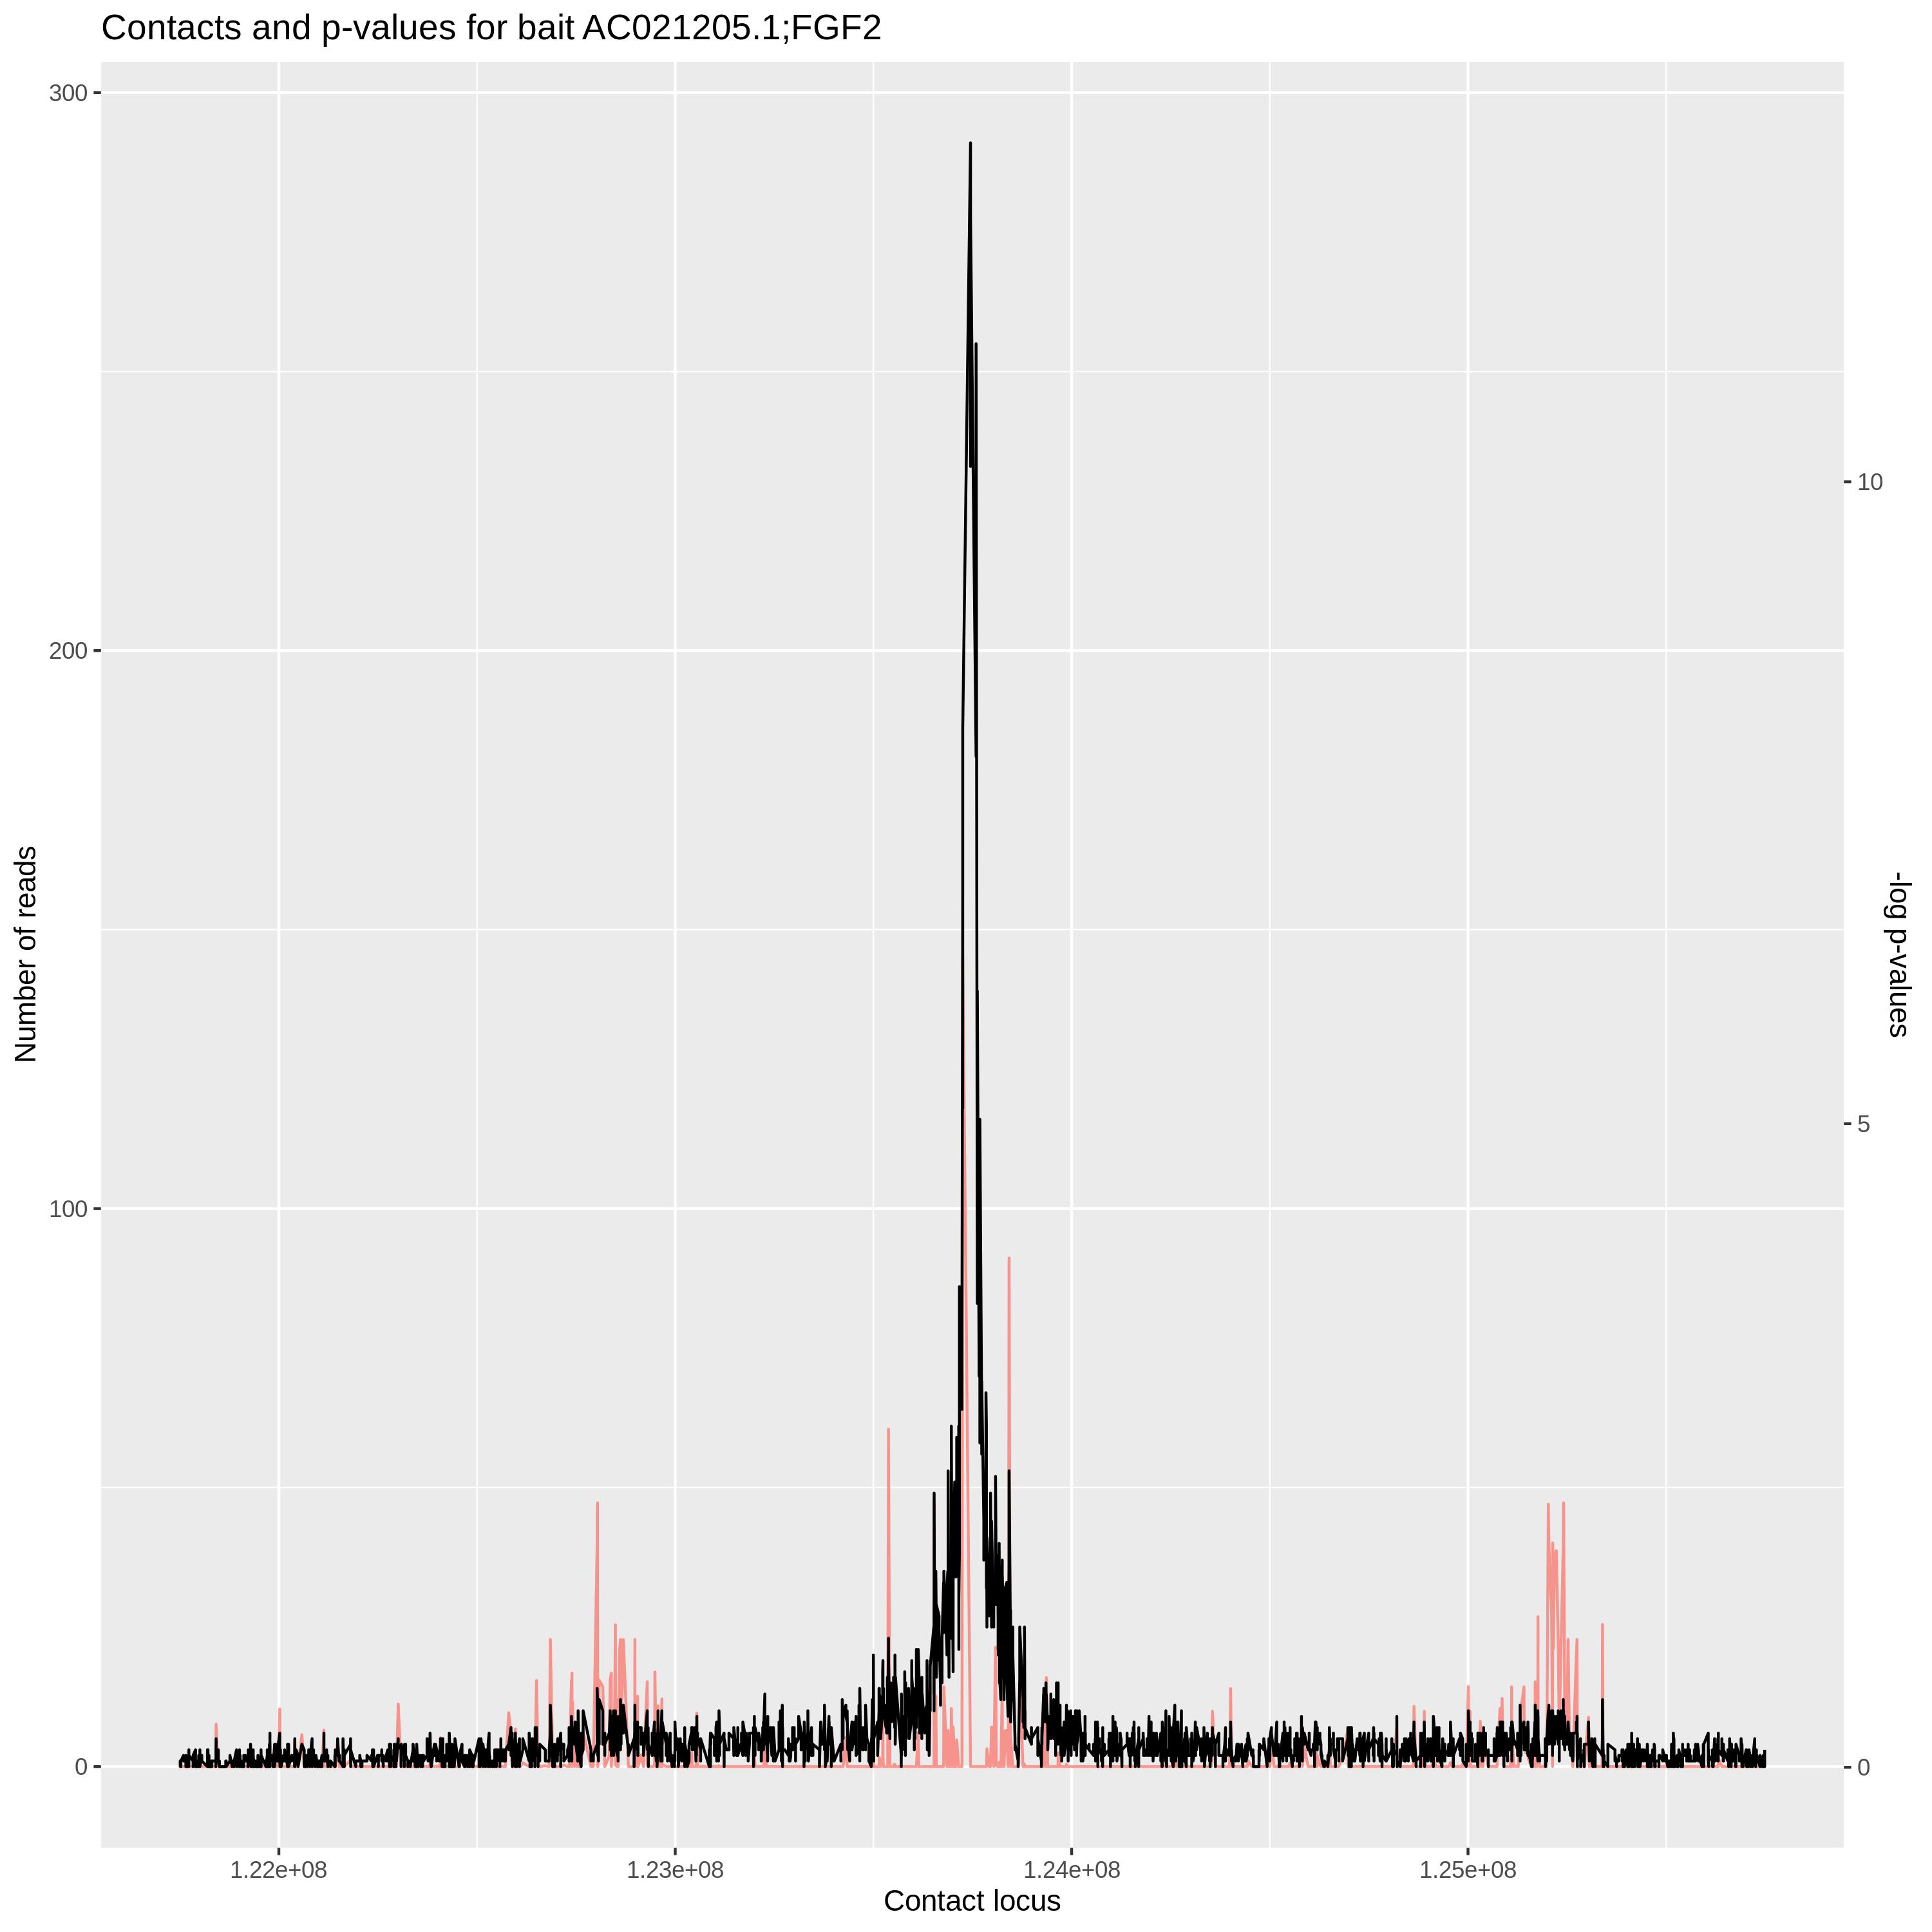 Contacts and p-values for bait AC021205.1;FGF2
300
200
100
0
Number of reads
10
5
0
-log p-values
1.22e+08
1.23e+08
1.24e+08
1.25e+08
Contact locus